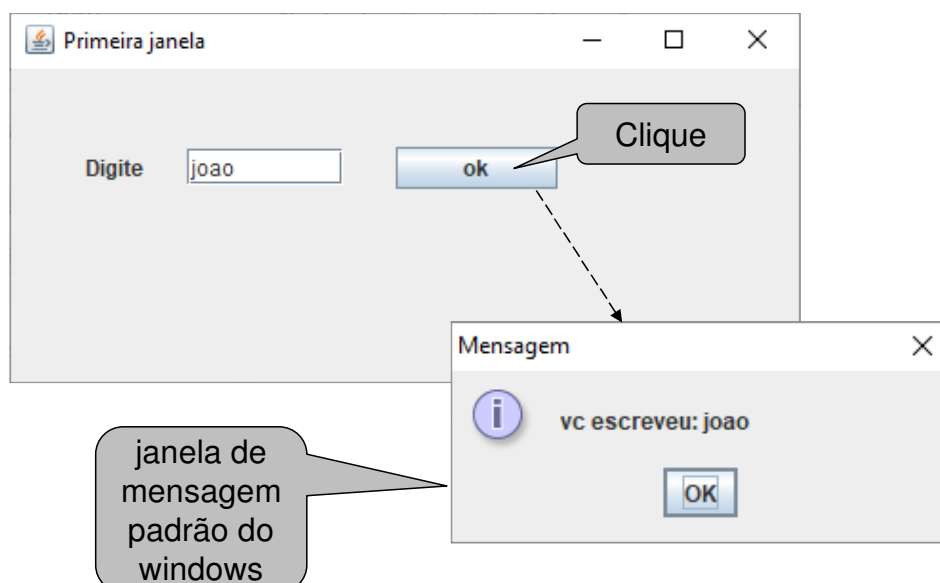 Primeira janela
Clique
Digite joao ok
Mensagem
vc escreveu: joao
OK
janela de
mensagem
padrão do
windows